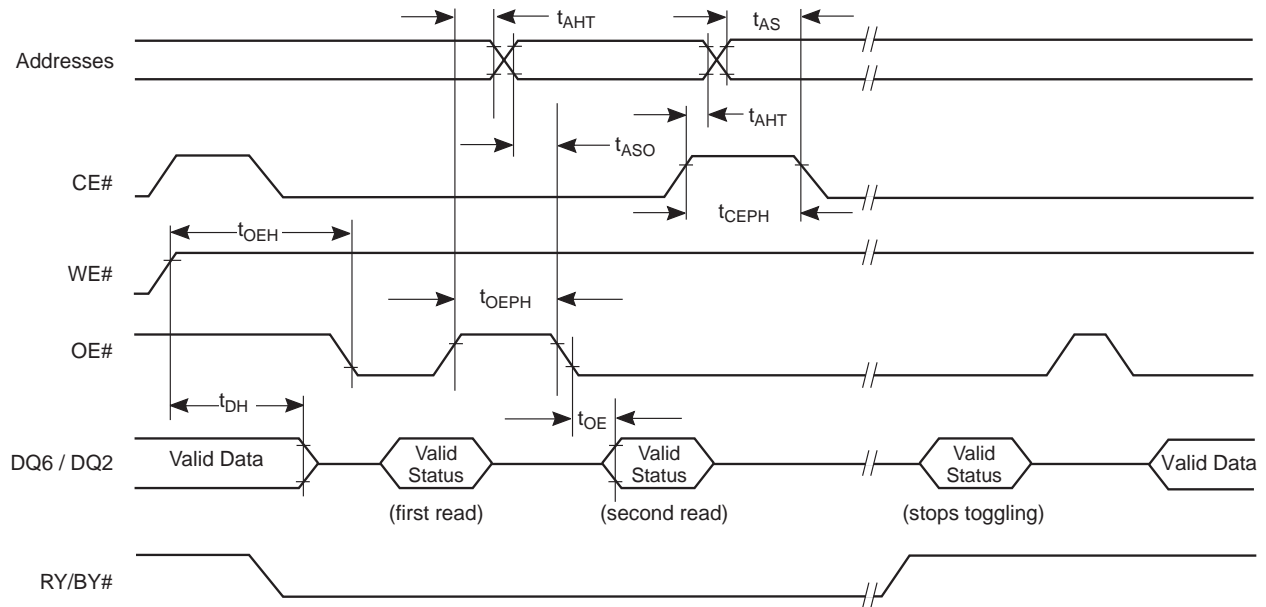 tAHT
tAS
Addresses
tAHT
tASO
CE#
tCEPH
tOEH
WE#
tOEPH
OE#
tDH
tOE
DQ6 / DQ2
Valid Data
Valid
Status
Valid
Status
Valid
Status
Valid Data
(first read)
(second read)
(stops toggling)
RY/BY#